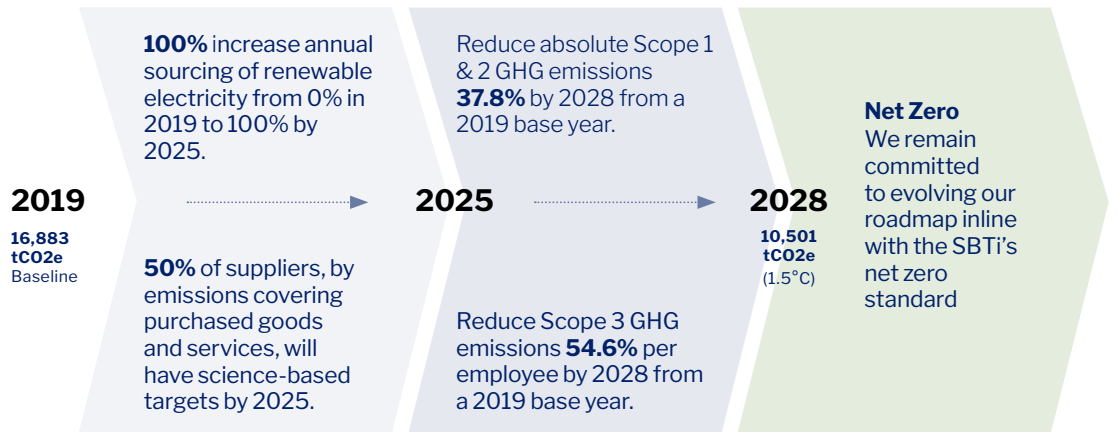 2019
16,883
tCO2e
Baseline
100% increase annual
sourcing of renewable
electricity from 0% in
2019 to 100% by
2025.
50% of suppliers, by
emissions covering
purchased goods
and services, will
have science-based
targets by 2025.
2025
Reduce absolute Scope 1
& 2 GHG emissions
37.8% by 2028 from a
2019 base year.
Reduce Scope 3 GHG
emissions 54.6% per
employee by 2028 from
a 2019 base year.
2028
10,501
tCO2e
(1.5°C)
Net Zero
We remain
committed
to evolving our
roadmap inline
with the SBTi’s
net zero
standard